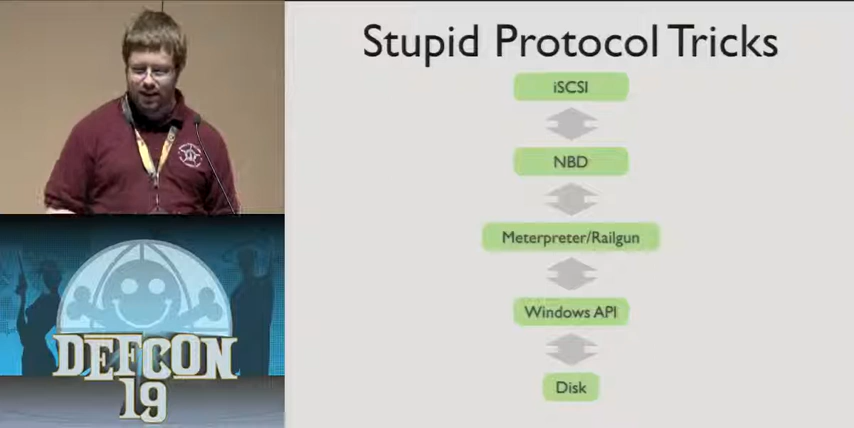 Stupid Protocol Tricks
iSCSI
NBD
Meterpreter/Railgun
Windows API
Disk
DEFCON
19